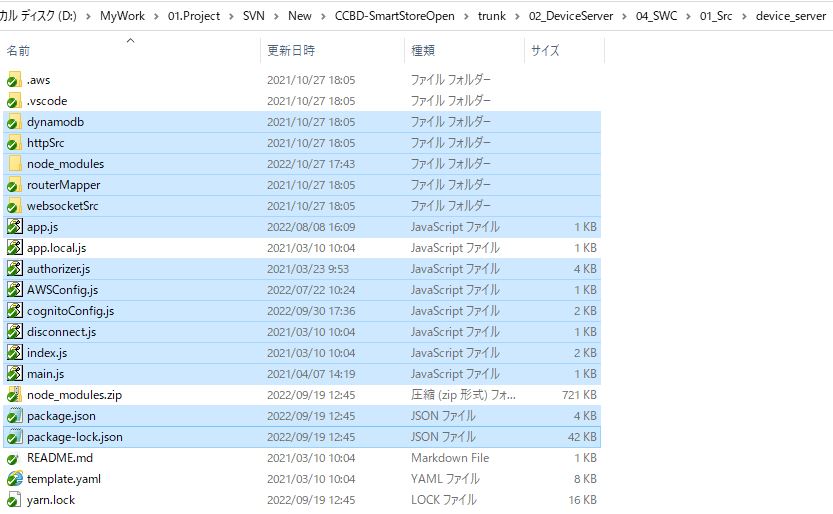 カル ディスク (D:) > MyWork > 01.Project > SVN > New > CCBD-SmartStoreOpen > trunk > 02_DeviceServer > 04_SWC > 01_Src > device_server
名前 更新日時 種類 サイズ
.aws 2021/10/27 18:05 ファイル フォルダー
.vscode 2021/10/27 18:05 ファイル フォルダー
dynamodb 2021/10/27 18:05 ファイル フォルダー
httpSrc 2021/10/27 18:05 ファイル フォルダー
node_modules 2022/10/27 17:43 ファイル フォルダー
routerMapper 2021/10/27 18:05 ファイル フォルダー
websocketSrc 2021/10/27 18:05 ファイル フォルダー
app.js 2022/08/08 16:09 JavaScript ファイル 1 KB
app.local.js 2021/03/10 10:04 JavaScript ファイル 1 KB
authorizer.js 2021/03/23 9:53 JavaScript ファイル 4 KB
AWSConfig.js 2022/07/22 10:24 JavaScript ファイル 1 KB
cognitoConfig.js 2022/09/30 17:36 JavaScript ファイル 2 KB
disconnect.js 2021/03/10 10:04 JavaScript ファイル 1 KB
index.js 2021/03/10 10:04 JavaScript ファイル 2 KB
main.js 2021/04/07 14:19 JavaScript ファイル 1 KB
node_modules.zip 2022/09/19 12:45 圧縮 (zip 形式) フォ... 721 KB
package.json 2022/09/19 12:45 JSON ファイル 4 KB
package-lock.json 2022/09/19 12:45 JSON ファイル 42 KB
README.md 2021/03/10 10:04 Markdown File 1 KB
template.yaml 2021/03/10 10:04 YAML ファイル 8 KB
yarn.lock 2022/09/19 12:45 LOCK ファイル 16 KB